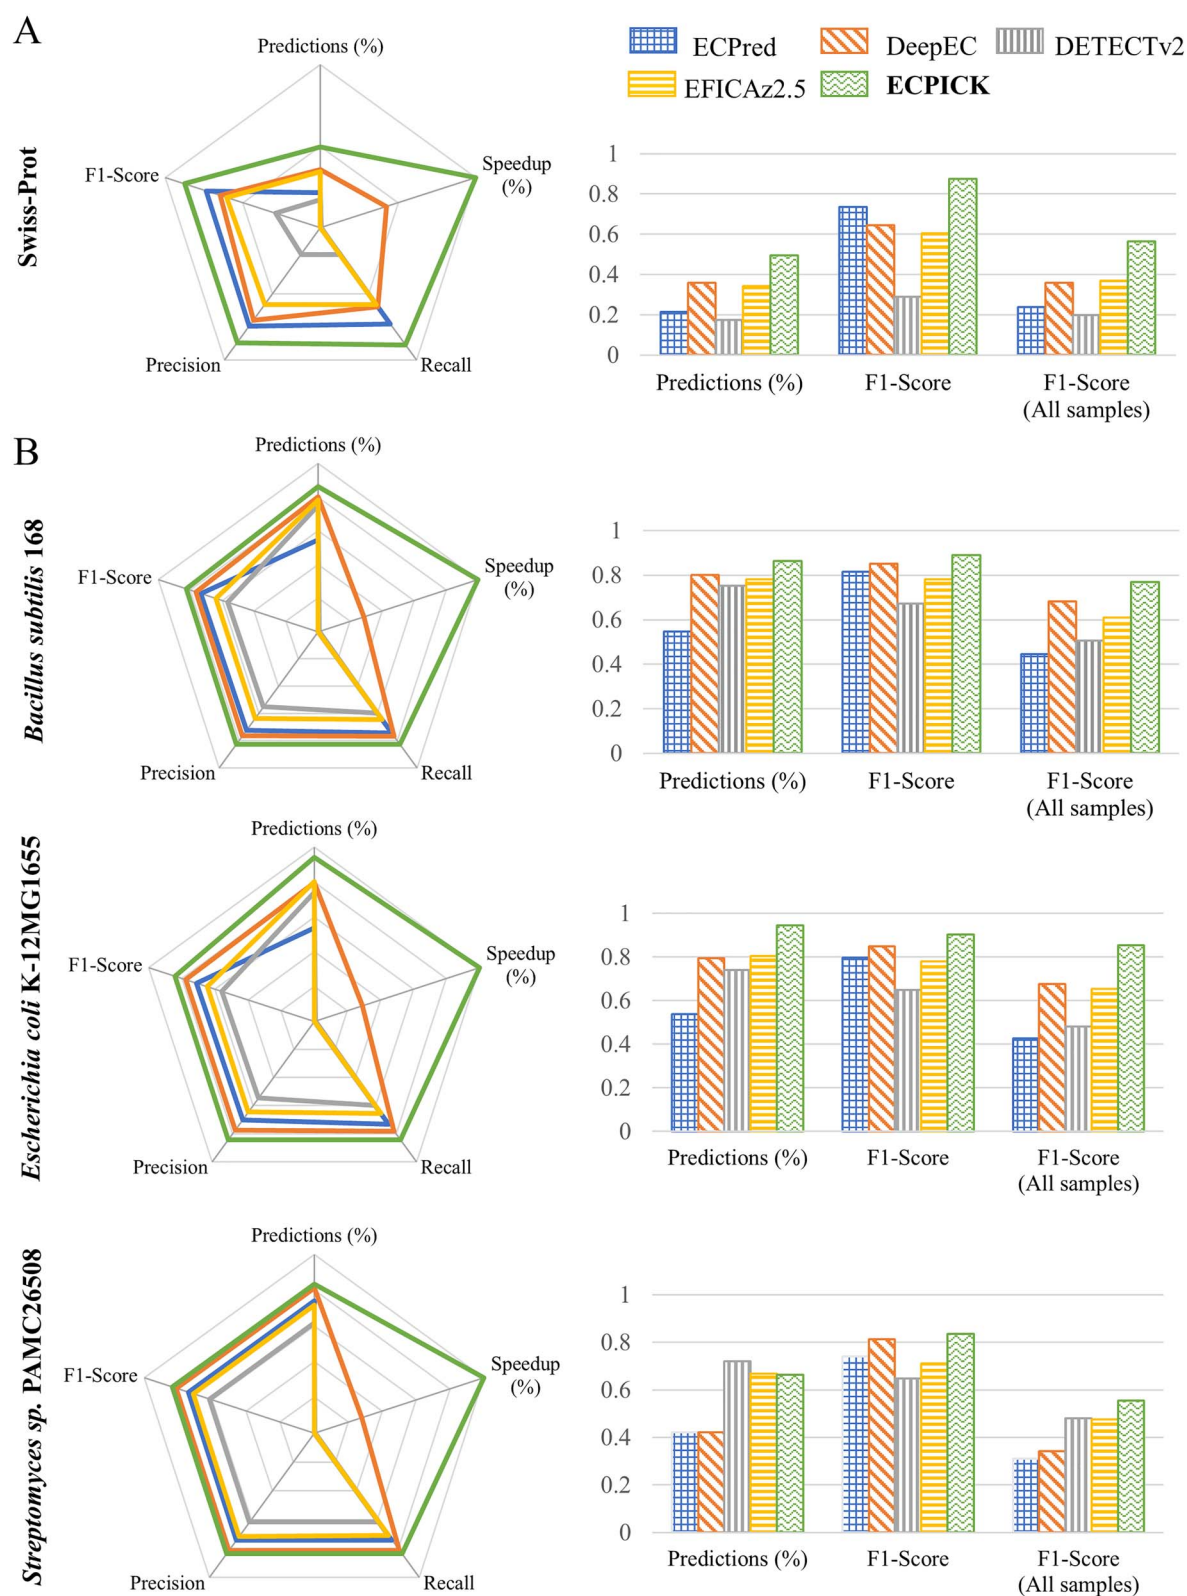 A
Predictions (%)
Speedup
(%)
Recall
Precision
F1-Score
Swiss-Prot
ECPred
DeepEC
DETECTv2
EFICAz2.5
ECPICK
1
0.8
0.6
0.4
0.2
0
Predictions (%)
F1-Score
F1-Score
(All samples)
B
Predictions (%)
Speedup
(%)
Recall
Precision
F1-Score
Bacillus subtilis 168
1
0.8
0.6
0.4
0.2
0
Predictions (%)
F1-Score
F1-Score
(All samples)
Predictions (%)
Speedup
(%)
Recall
Precision
F1-Score
Escherichia coli K-12MG1655
1
0.8
0.6
0.4
0.2
0
Predictions (%)
F1-Score
F1-Score
(All samples)
Predictions (%)
Speedup
(%)
Recall
Precision
F1-Score
Streptomyces sp. PAMC26508
1
0.8
0.6
0.4
0.2
0
Predictions (%)
F1-Score
F1-Score
(All samples)